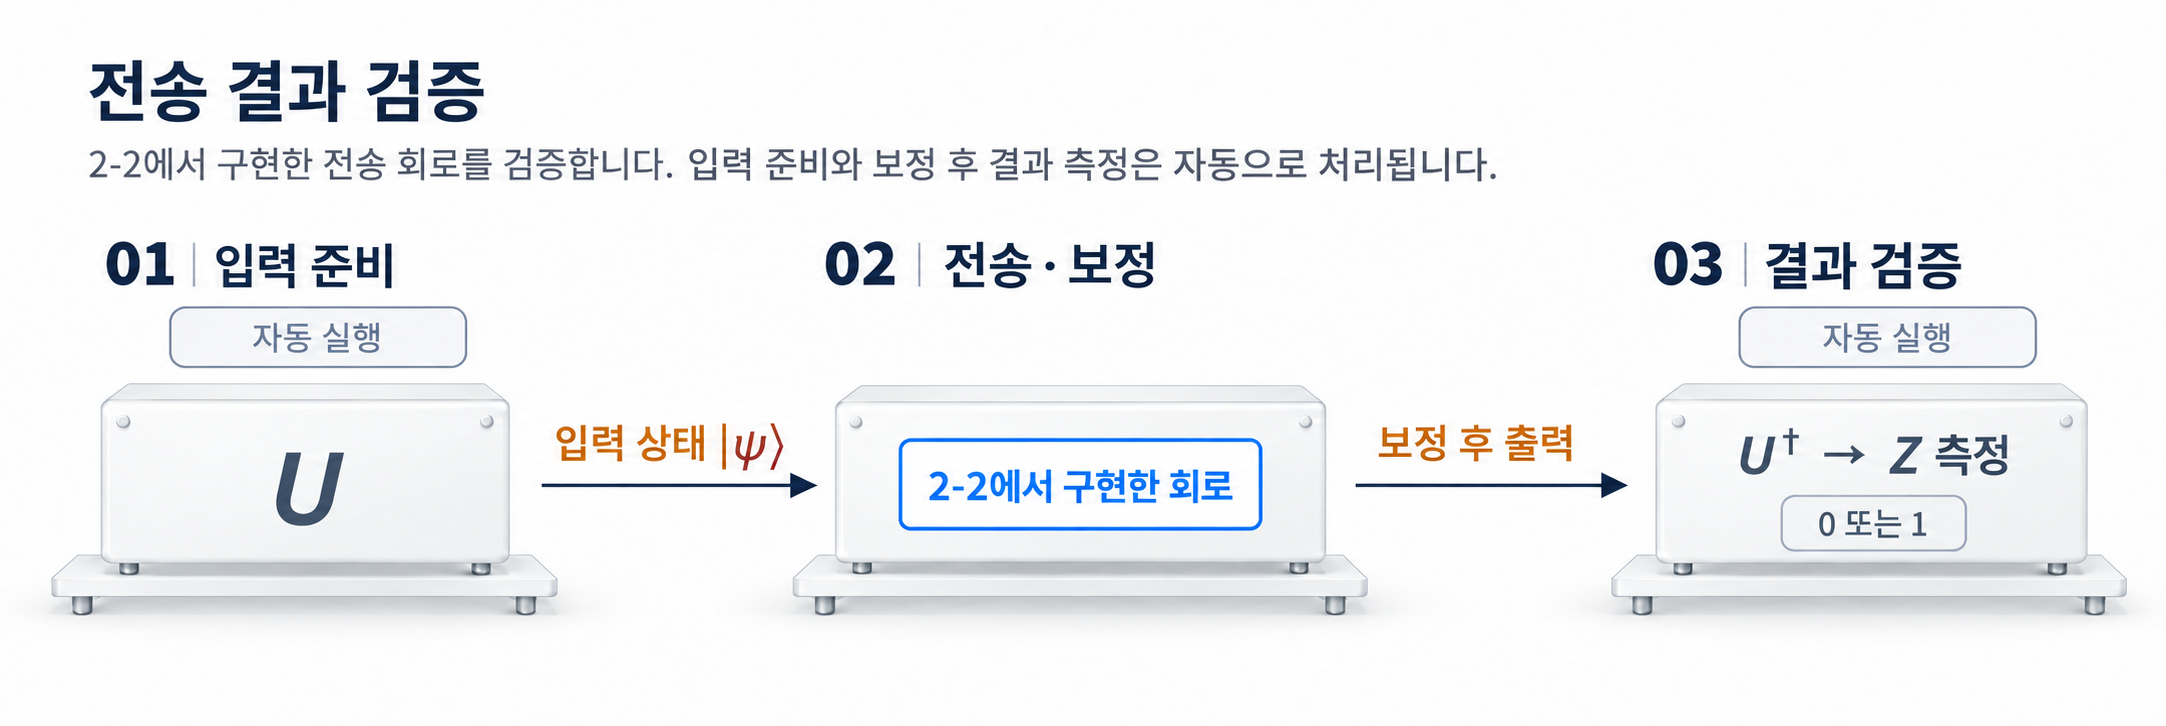 전송 결과 검증
2-2에서 구현한 전송 회로를 검증합니다. 입력 준비와 보정 후 결과 측정은 자동으로 처리됩니다.
01 | 입력 준비
자동 실행
U
입력 상태 |ψ⟩
02 | 전송 · 보정
2-2에서 구현한 회로
보정 후 출력
03 | 결과 검증
자동 실행
U† → Z 측정
0 또는 1